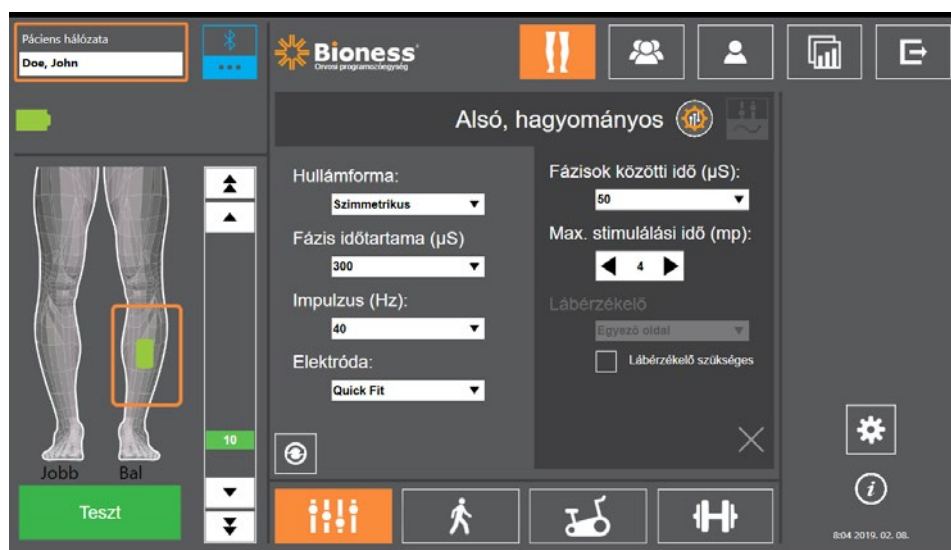 Páciens hálózata
Doe, John
Bioness
Orvosi programozóegység
Alsó, hagyományos
Hullámforma:
Szimmetrikus
Fázis időtartama (µS)
300
Impulzus (Hz):
40
Elektróda:
Quick Fit
Fázisok közötti idő (µS):
50
Max. stimulálási idő (mp):
4
Lábérzékelő
Egyező oldal
Lábérzékelő szükséges
10
Jobb Bal
Teszt
8:04 2019. 02. 08.